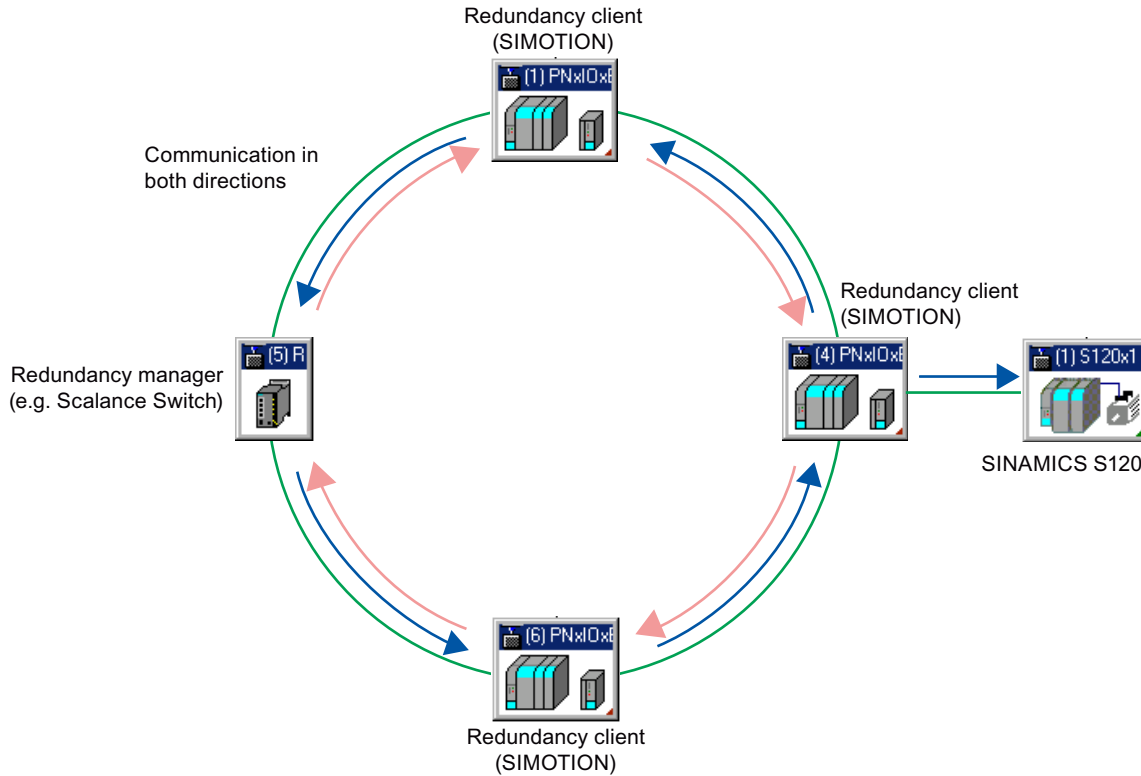 Redundancy client
(SIMOTION)
(1) PNxIOxE
Communication in
both directions
Redundancy client
(SIMOTION)
(5) R
(4) PNxIOxE
(1) S120x1
Redundancy manager
(e.g. Scalance Switch)
SINAMICS S120
(6) PNxIOxE
Redundancy client
(SIMOTION)